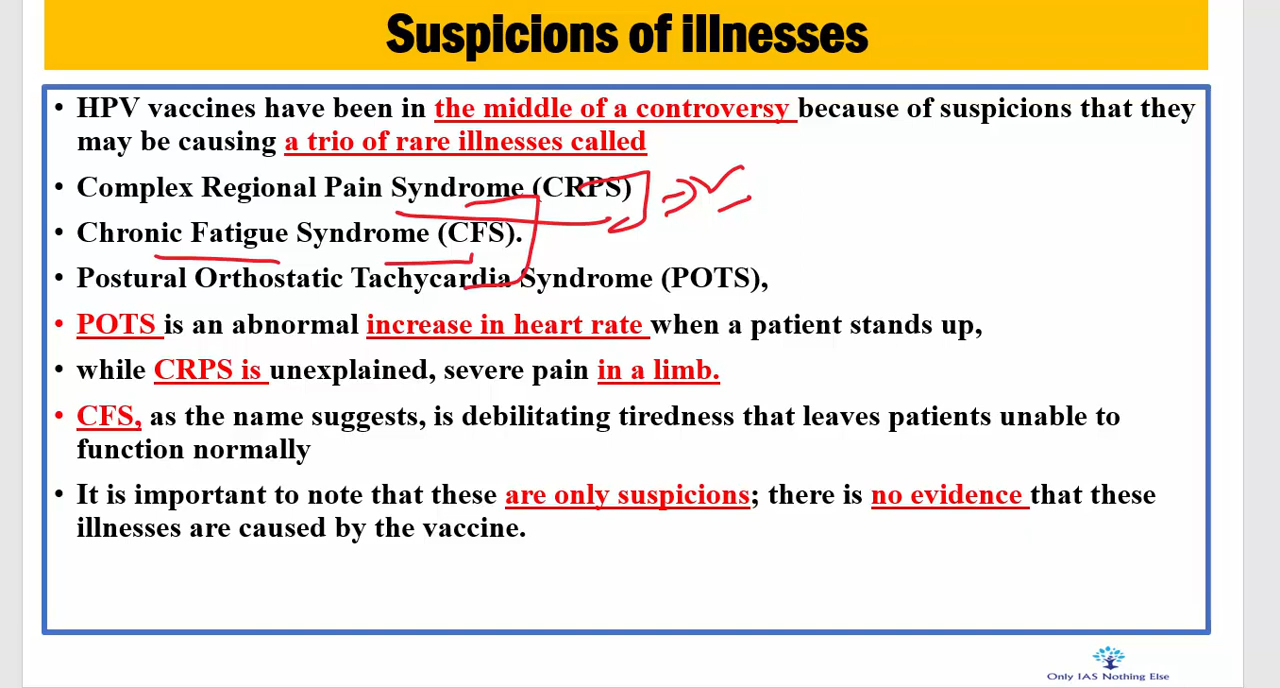 Suspicions of illnesses
• HPV vaccines have been in the middle of a controversy because of suspicions that they
may be causing a trio of rare illnesses called
• Complex Regional Pain Syndrome (CRPS)
• Chronic Fatigue Syndrome (CFS).
• Postural Orthostatic Tachycardia Syndrome (POTS),
• POTS is an abnormal increase in heart rate when a patient stands up,
• while CRPS is unexplained, severe pain in a limb.
• CFS, as the name suggests, is debilitating tiredness that leaves patients unable to
function normally
• It is important to note that these are only suspicions; there is no evidence that these
illnesses are caused by the vaccine.
Only IAS Nothing Else